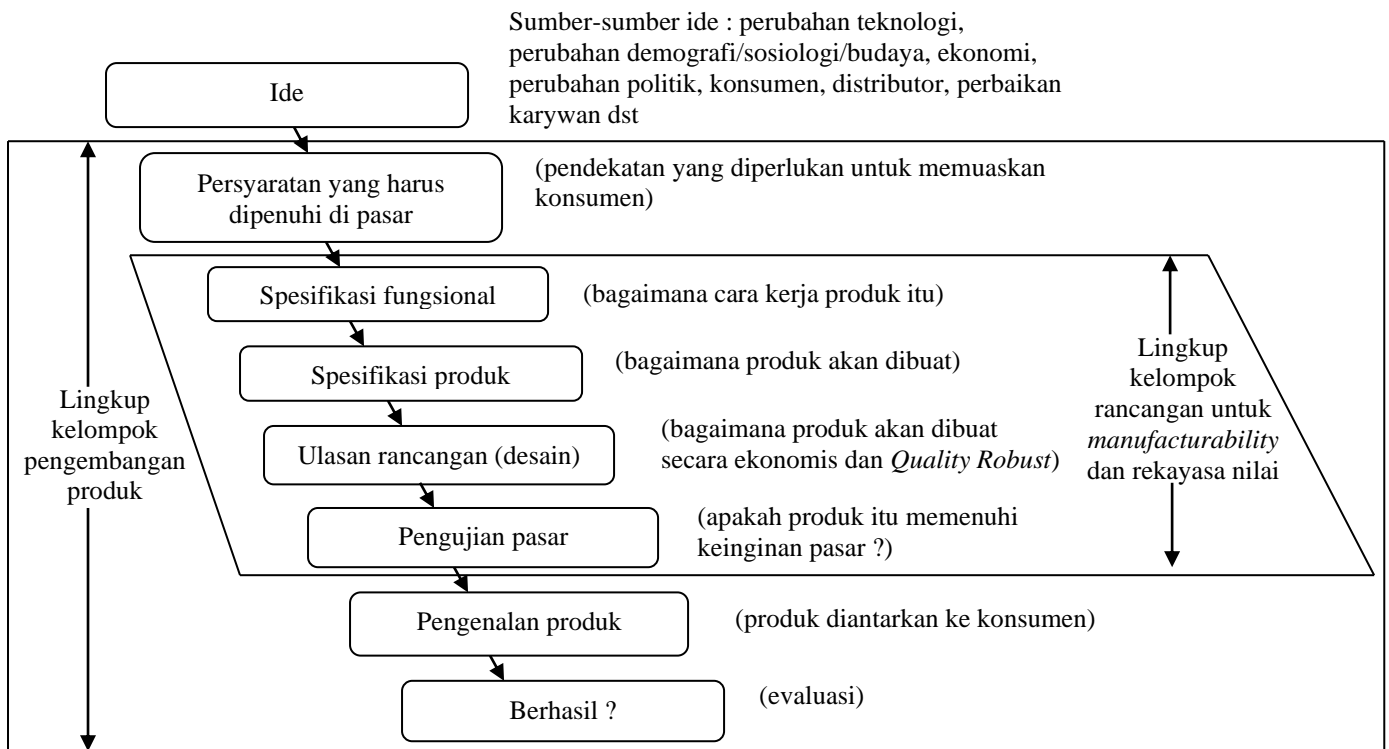 Sumber-sumber ide : perubahan teknologi,
perubahan demografi/sosiologi/budaya, ekonomi,
perubahan politik, konsumen, distributor, perbaikan
karywan dst
Ide
Persyaratan yang harus
dipenuhi di pasar
(pendekatan yang diperlukan untuk memuaskan
konsumen)
Spesifikasi fungsional
(bagaimana cara kerja produk itu)
Spesifikasi produk
(bagaimana produk akan dibuat)
Ulasan rancangan (desain)
(bagaimana produk akan dibuat
secara ekonomis dan Quality Robust)
Pengujian pasar
(apakah produk itu memenuhi
keinginan pasar ?)
Pengenalan produk
(produk diantarkan ke konsumen)
Berhasil ?
(evaluasi)
Lingkup
kelompok
pengembangan
produk
Lingkup
kelompok
rancangan untuk
manufacturability
dan rekayasa nilai